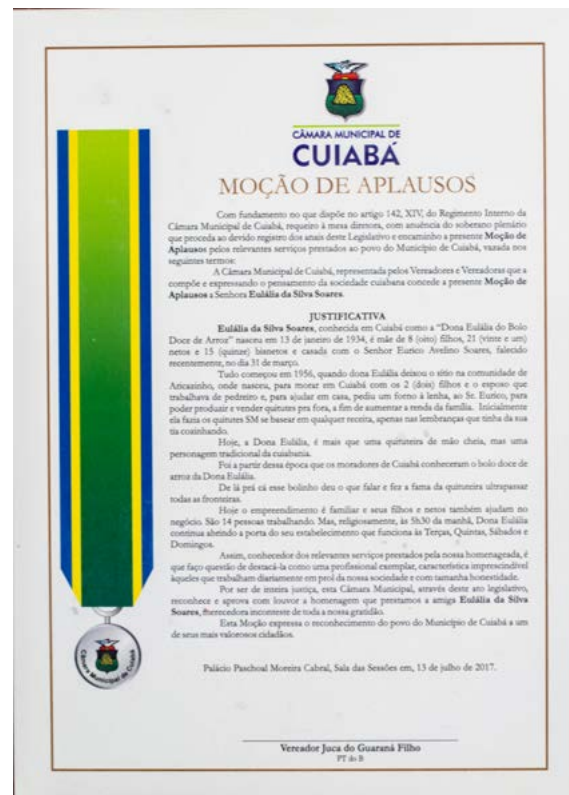 CÂMARA MUNICIPAL DE
CUIABÁ
MOÇÃO DE APLAUSOS
Com fundamento no que dispõe no artigo 142, XIV, do Regimento Interno da
Câmara Municipal de Cuiabá, requeiro à mesa diretora, com anuência do soberano plenário
que proceda ao devido registro dos anais deste Legislativo e encaminho a presente Moção de
Aplausos pelos relevantes serviços prestados ao povo do Município de Cuiabá, vazada nos
seguintes termos:
A Câmara Municipal de Cuiabá, representada pelos Vereadores e Vereadoras que a
compõe e expressando o pensamento da sociedade cuiabana concede a presente Moção de
Aplausos a Senhora Eulália da Silva Soares.
JUSTIFICATIVA
Eulália da Silva Soares, conhecida em Cuiabá como a "Dona Eulália do Bolo
Doce de Arroz" nasceu em 13 de janeiro de 1934, é mãe de 8 (oito) filhos, 21 (vinte e um)
netos e 15 (quinze) bisnetos e casada com o Senhor Eurico Avelino Soares, falecido
recentemente, no dia 31 de março.
Tudo começou em 1956, quando dona Eulália deixou o sítio na comunidade de
Aricazinho, onde nasceu, para morar em Cuiabá com os 2 (dois) filhos e o esposo que
trabalhava de pedreiro e, para ajudar em casa, pediu um forno à lenha, ao Sr. Eurico, para
poder produzir e vender quitutes pra fora, a fim de aumentar a renda da família. Inicialmente
ela fazia os quitutes SM se basear em qualquer receita, apenas nas lembranças que tinha da sua
tia cozinhando.
Hoje, a Dona Eulália, é mais que uma quituteira de mão cheia, mas uma
personagem tradicional da cuiabania.
Foi a partir dessa época que os moradores de Cuiabá conheceram o bolo doce de
arroz da Dona Eulália.
De lá prá cá esse bolinho deu o que falar e fez a fama da quituteira ultrapassar
todas as fronteiras.
Hoje o empreendimento é familiar e seus filhos e netos também ajudam no
negócio. São 14 pessoas trabalhando. Mas, religiosamente, às 5h30 da manhã, Dona Eulália
continua abrindo a porta do seu estabelecimento que funciona às Terças, Quintas, Sábados e
Domingos.
Assim, conhecedor dos relevantes serviços prestados pela nossa homenageada, é
que faço questão de destacá-la como uma profissional exemplar, característica imprescindível
àqueles que trabalham diariamente em prol da nossa sociedade e com tamanha honestidade.
Por ser de inteira justiça, esta Câmara Municipal, através deste ato legislativo,
reconhece e aprova com louvor a homenagem que prestamos a amiga Eulália da Silva
Soares, merecedora inconteste de toda a nossa gratidão.
Esta Moção expressa o reconhecimento do povo do Município de Cuiabá a um
de seus mais valorosos cidadãos.
Palácio Paschoal Moreira Cabral, Sala das Sessões em, 13 de julho de 2017.
Câmara Municipal de Cuiabá
Vereador Juca do Guaraná Filho
PT do B